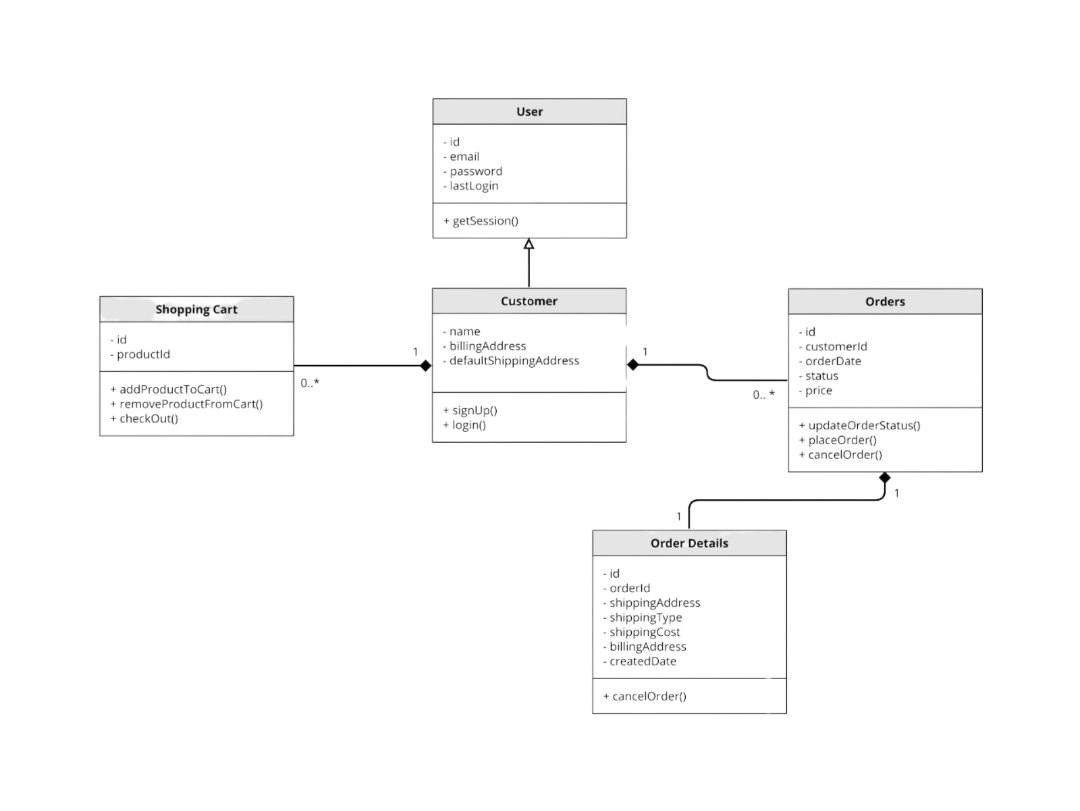 User
- id
- email
- password
- lastLogin
+ getSession()
Shopping Cart
- id
- productId
+ addProductToCart()
+ removeProductFromCart()
+ checkOut()
1
0..*
Customer
- name
- billingAddress
- defaultShippingAddress
+ signUp()
+ login()
1
0.. *
Orders
- id
- customerId
- orderDate
- status
- price
+ updateOrderStatus()
+ placeOrder()
+ cancelOrder()
1
1
Order Details
- id
- orderId
- shippingAddress
- shippingType
- shippingCost
- billingAddress
- createdDate
+ cancelOrder()